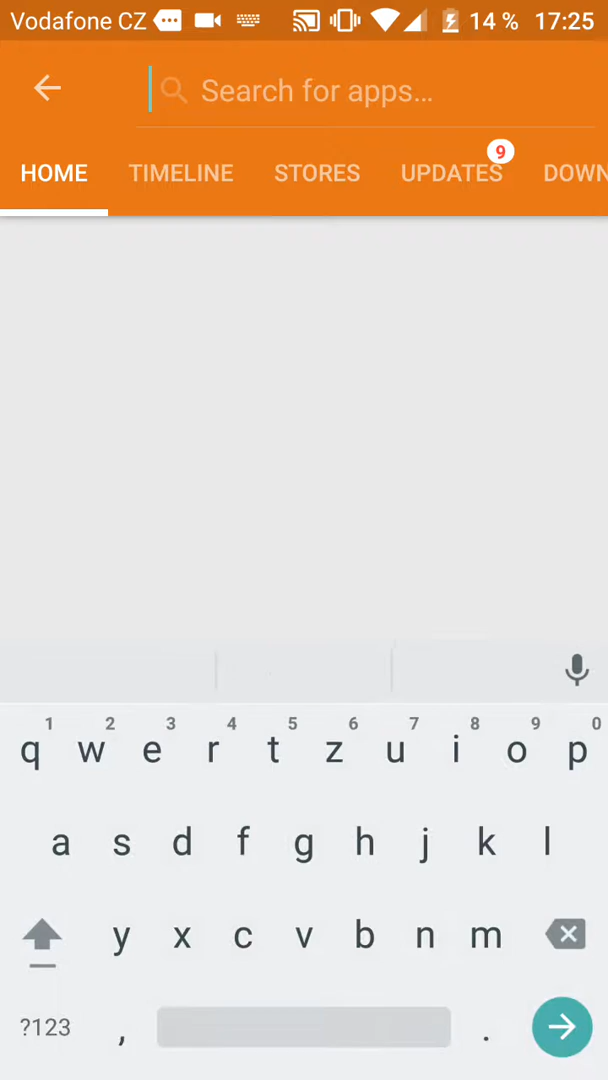 Vodafone CZ 14 % 17:25
Search for apps...
HOME TIMELINE STORES UPDATES 9 DOWN
1 2 3 4 5 6 7 8 9 0
q w e r t z u i o p
a s d f g h j k l
y x c v b n m
?123 , .